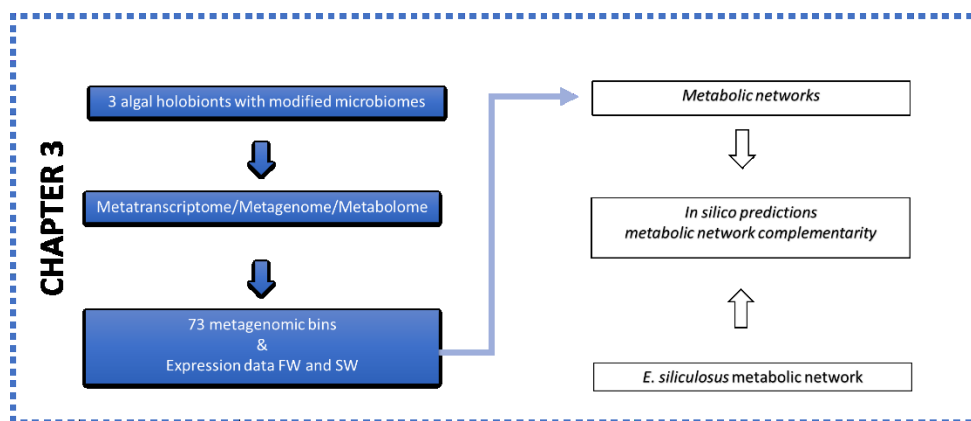 CHAPTER 3
3 algal holobionts with modified microbiomes
Metatranscriptome/Metagenome/Metabolome
73 metagenomic bins
&
Expression data FW and SW
Metabolic networks
In silico predictions
metabolic network complementarity
E. siliculosus metabolic network